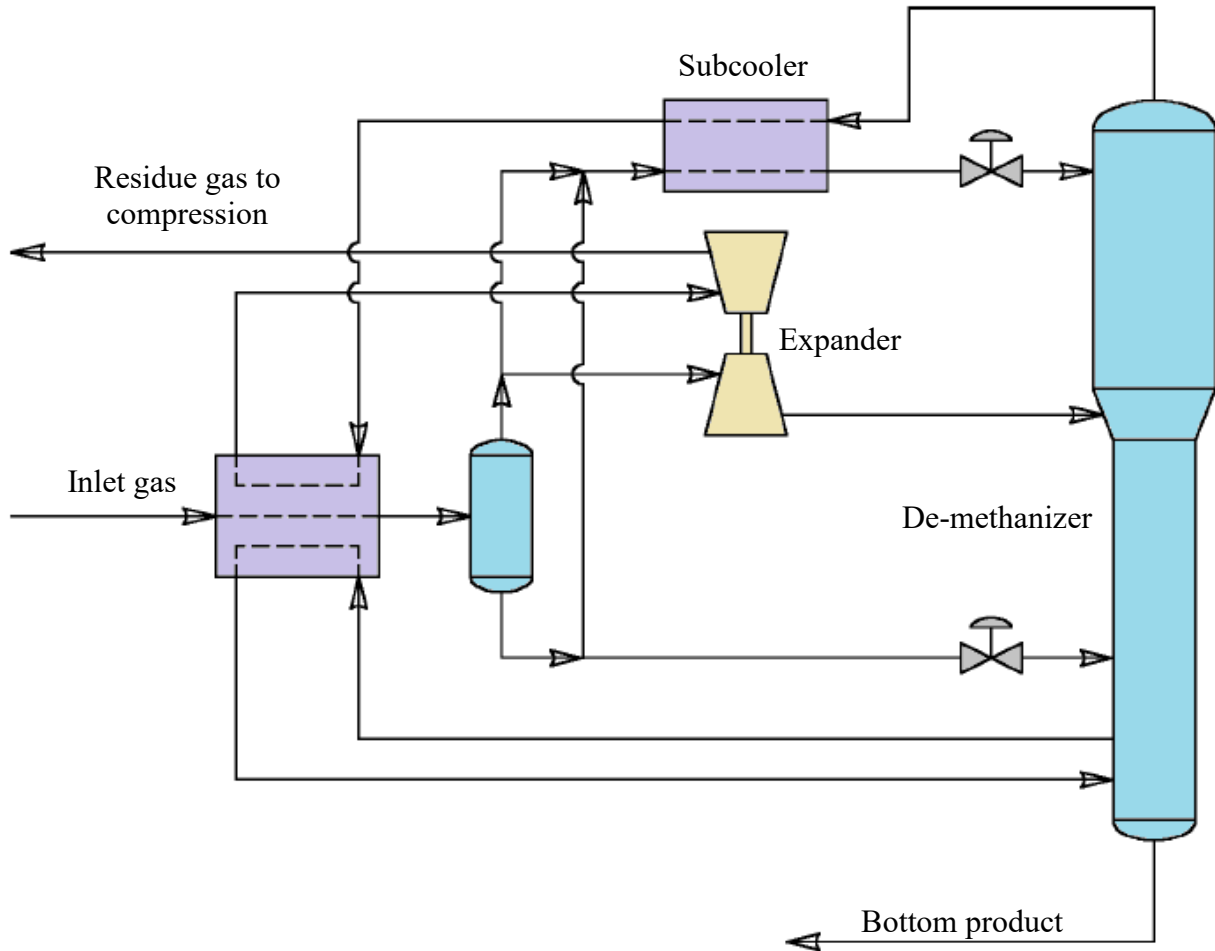 Subcooler
Residue gas to
compression
Expander
Inlet gas
De-methanizer
Bottom product